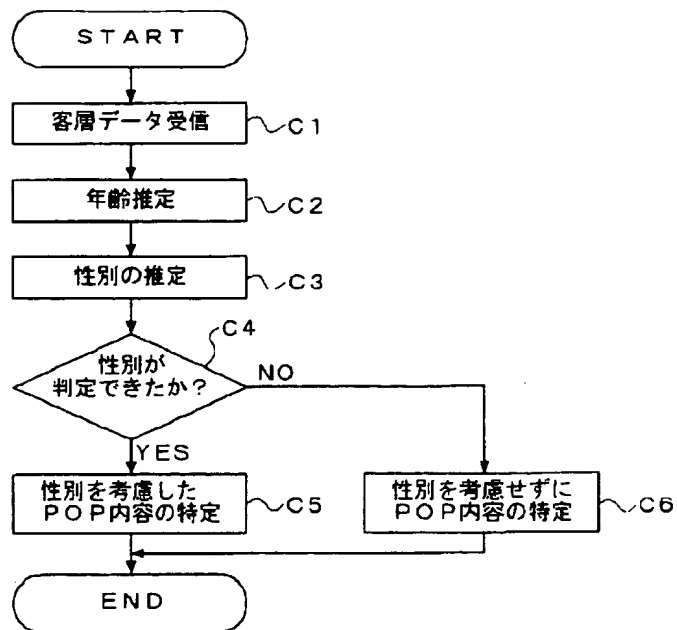 START
客層データ受信
C1
年齢推定
C2
性別の推定
C3
C4
性別が
判定できたか？
NO
YES
性別を考慮した
POP内容の特定
C5
性別を考慮せずに
POP内容の特定
C6
END